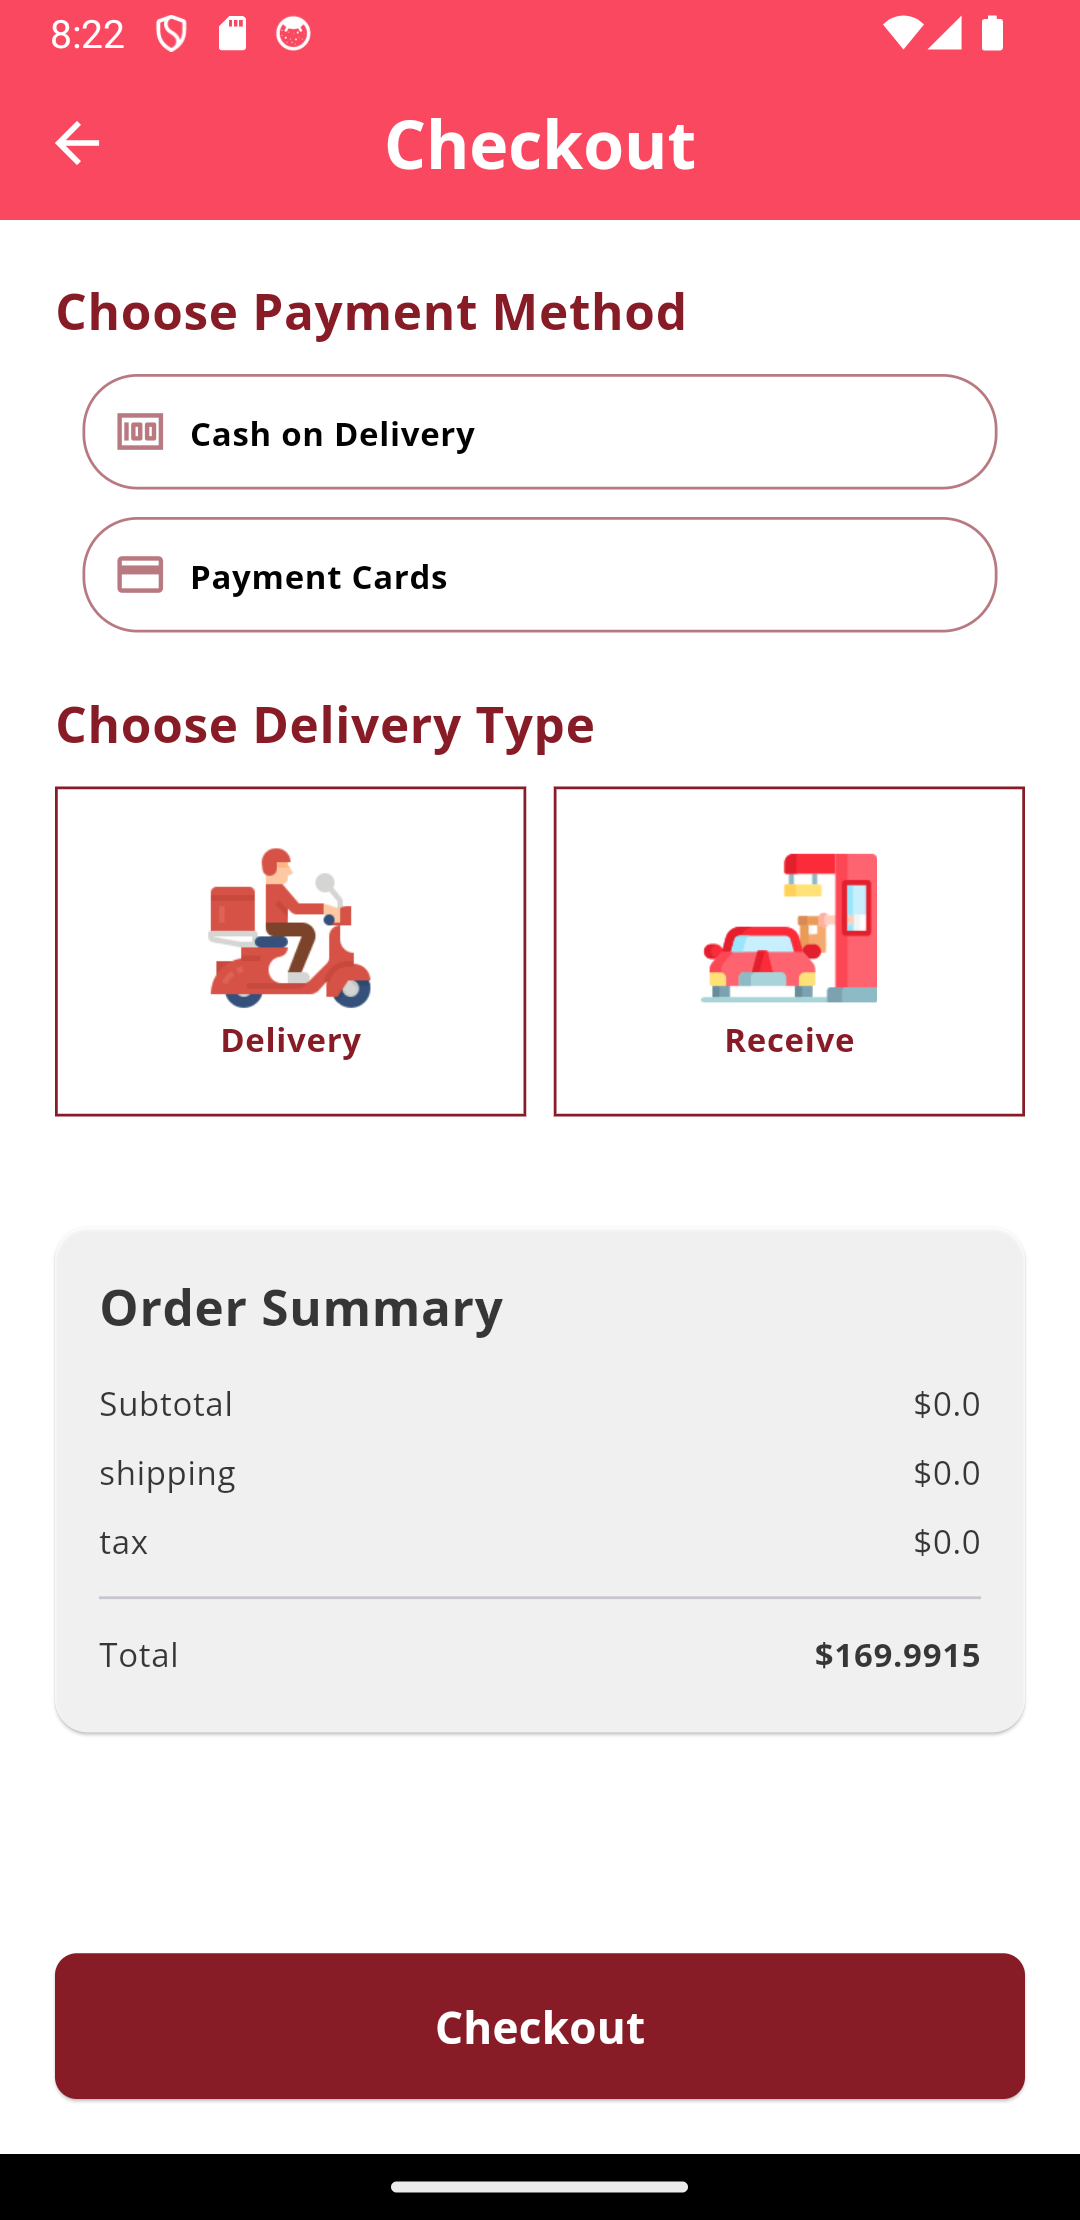 8:22
Checkout
Choose Payment Method
Cash on Delivery
Payment Cards
Choose Delivery Type
Delivery
Receive
Order Summary
Subtotal $0.0
shipping $0.0
tax $0.0
Total $169.9915
Checkout